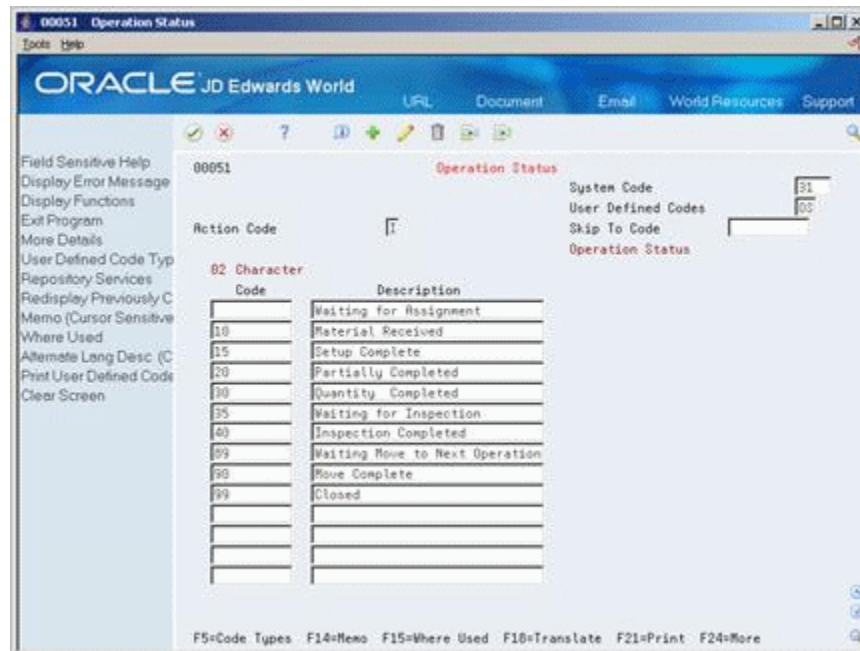 00051 Operation Status
Tools Help
ORACLE JD Edwards World
URL Document Email World Resources Support
Field Sensitive Help
Display Error Message
Display Functions
Exit Program
More Details
User Defined Code Typ
Repository Services
Redisplay Previously C
Memo (Cursor Sensitive
Where Used
Alternate Lang Desc (C
Print User Defined Code
Clear Screen
00051 Operation Status
System Code 31
User Defined Codes OS
Action Code I Skip To Code
Operation Status
02 Character
Code Description
Waiting for Assignment
10 Material Received
15 Setup Complete
20 Partially Completed
30 Quantity Completed
35 Waiting for Inspection
40 Inspection Completed
89 Waiting Move to Next Operation
90 Move Complete
99 Closed
F5=Code Types F14=Memo F15=Where Used F18=Translate F21=Print F24=More